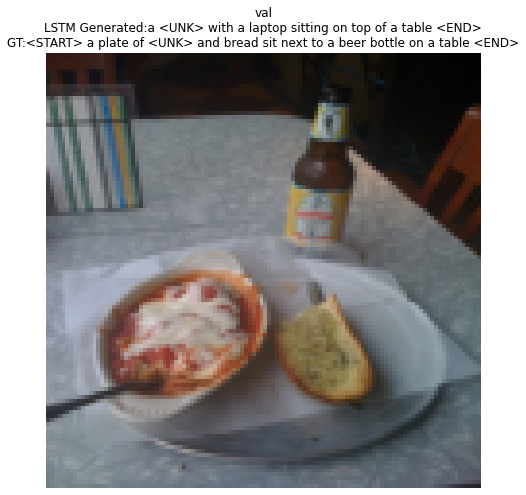 val
LSTM Generated:a <UNK> with a laptop sitting on top of a table <END>
GT:<START> a plate of <UNK> and bread sit next to a beer bottle on a table <END>